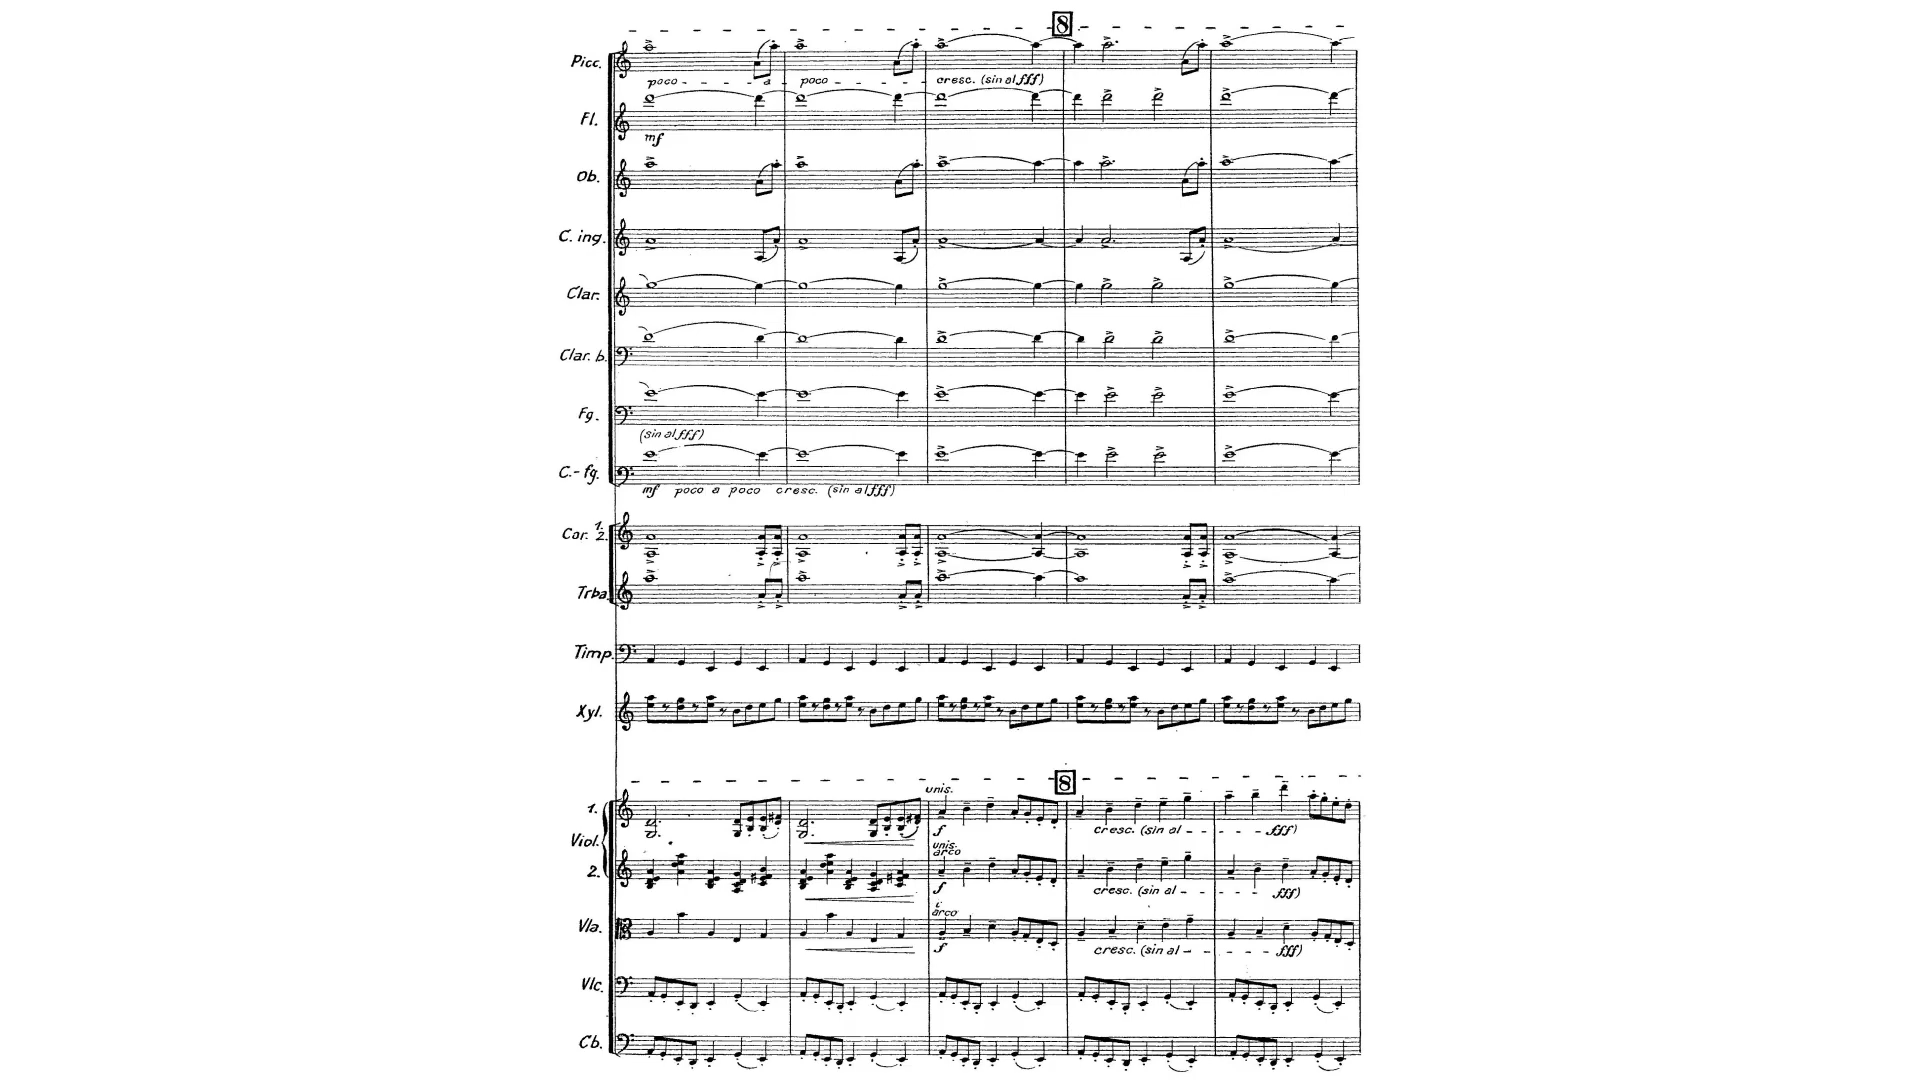 8
Picc.
poco - - - a - poco - - - - cresc. (sin al fff)
Fl.
mf
Ob.
C. ing.
Clar.
Clar. b.
Fg.
(sin al fff)
C.-fg.
mf poco a poco cresc. (sin al fff)
Cor. 1. 2.
Trba
Timp.
Xyl.
8
unis.
1.
f cresc. (sin al - - - - - - fff)
Viol.
unis.
arco
2.
f cresc. (sin al - - - - - - fff)
arco
Vla.
f cresc. (sin al - - - - - - fff)
Vlc.
Cb.